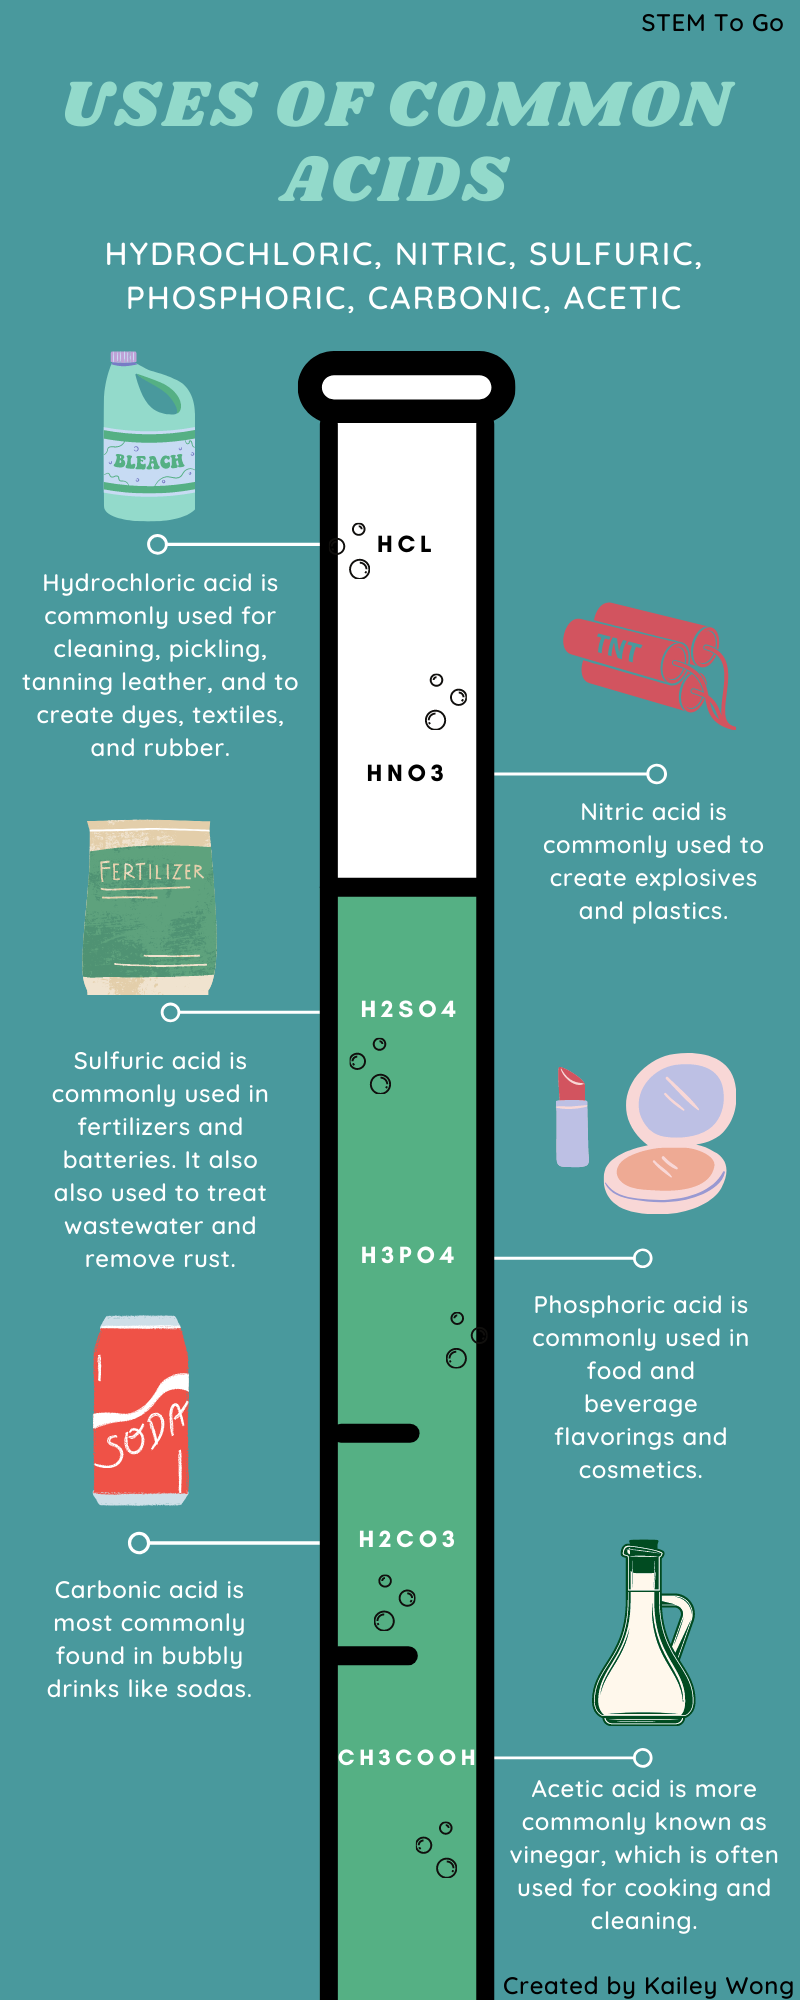 STEM To Go
USES OF COMMON
ACIDS
HYDROCHLORIC, NITRIC, SULFURIC,
PHOSPHORIC, CARBONIC, ACETIC
BLEACH
HCL
Hydrochloric acid is
commonly used for
cleaning, pickling,
tanning leather, and to
create dyes, textiles,
and rubber.
TNT
HNO3
Nitric acid is
commonly used to
create explosives
and plastics.
FERTILIZER
H2SO4
Sulfuric acid is
commonly used in
fertilizers and
batteries. It also
also used to treat
wastewater and
remove rust.
H3PO4
Phosphoric acid is
commonly used in
food and
beverage
flavorings and
cosmetics.
SODA
H2CO3
Carbonic acid is
most commonly
found in bubbly
drinks like sodas.
CH3COOH
Acetic acid is more
commonly known as
vinegar, which is often
used for cooking and
cleaning.
Created by Kailey Wong